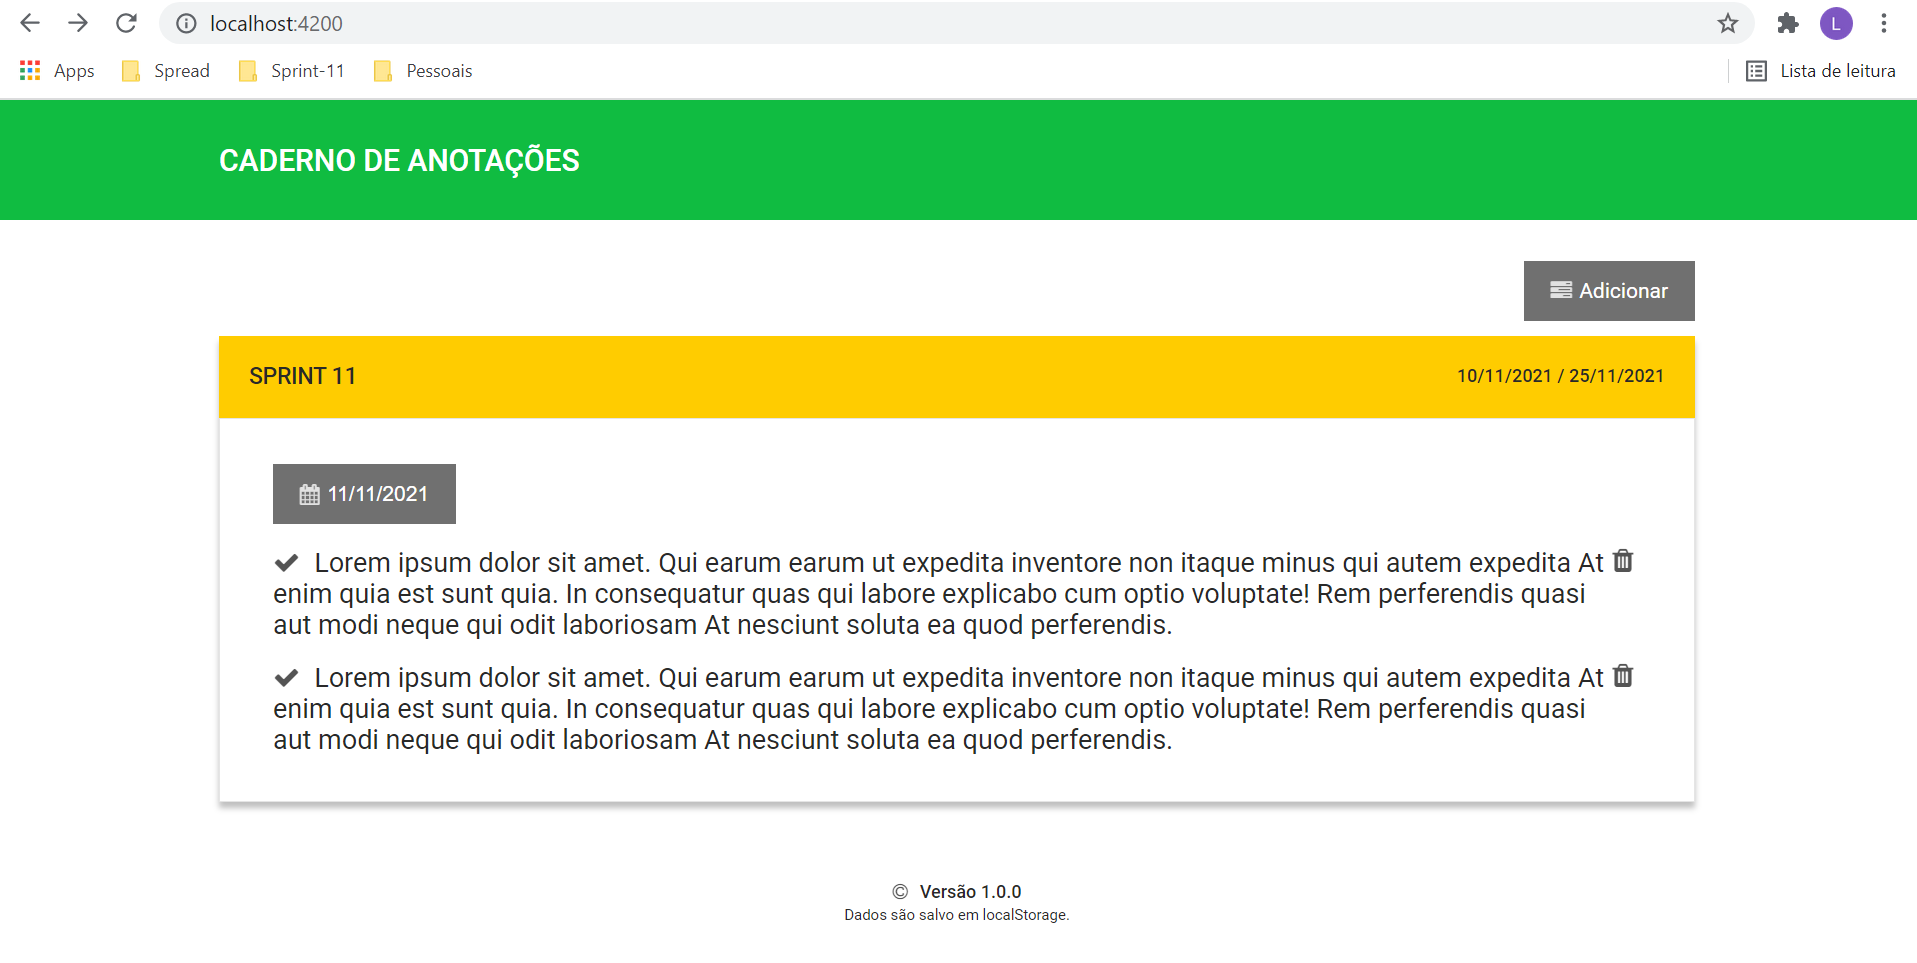 localhost:4200
L
Apps Spread Sprint-11 Pessoais Lista de leitura
CADERNO DE ANOTAÇÕES
Adicionar
SPRINT 11 10/11/2021 / 25/11/2021
11/11/2021
Lorem ipsum dolor sit amet. Qui earum earum ut expedita inventore non itaque minus qui autem expedita At
enim quia est sunt quia. In consequatur quas qui labore explicabo cum optio voluptate! Rem perferendis quasi
aut modi neque qui odit laboriosam At nesciunt soluta ea quod perferendis.
Lorem ipsum dolor sit amet. Qui earum earum ut expedita inventore non itaque minus qui autem expedita At
enim quia est sunt quia. In consequatur quas qui labore explicabo cum optio voluptate! Rem perferendis quasi
aut modi neque qui odit laboriosam At nesciunt soluta ea quod perferendis.
© Versão 1.0.0
Dados são salvo em localStorage.